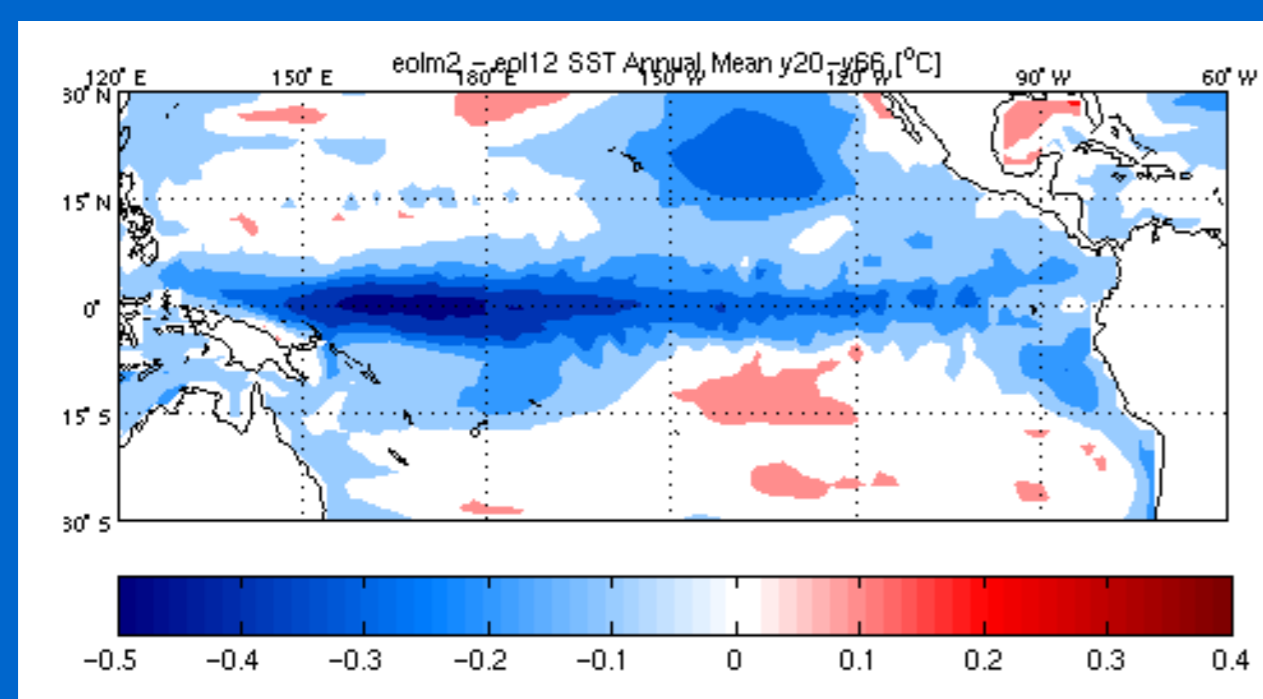 eolm2 - eol12 SST Annual Mean y20-y66 [°C]
120° E 150° E 180° E 150° W 120° W 90° W 60° W
30° N
15° N
0°
15° S
30° S
-0.5 -0.4 -0.3 -0.2 -0.1 0 0.1 0.2 0.3 0.4